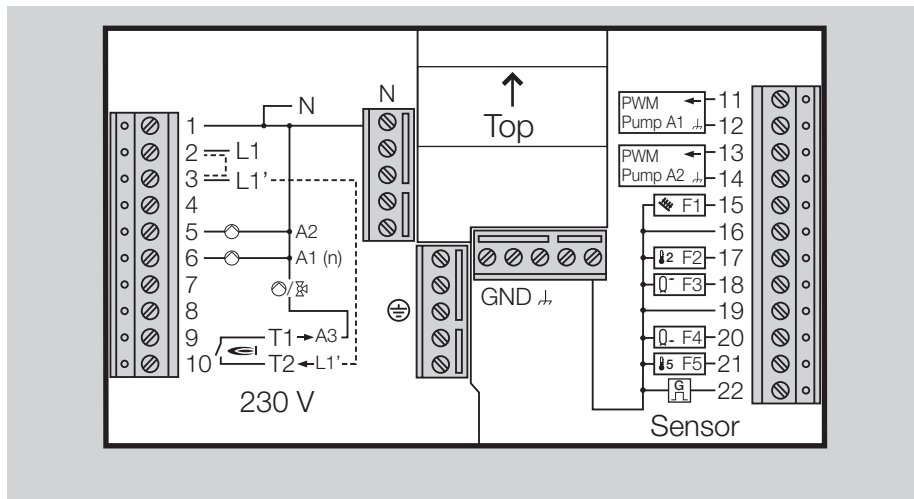 N
1
N
2 L1
3 L1'
4
5 A2
6 A1 (n)
7
8
9 T1 A3
10 T2 L1'
230 V
Top
GND
PWM
Pump A1
11
12
PWM
Pump A2
13
14
F1 15
16
2 F2 17
F3 18
19
F4 20
5 F5 21
G 22
Sensor